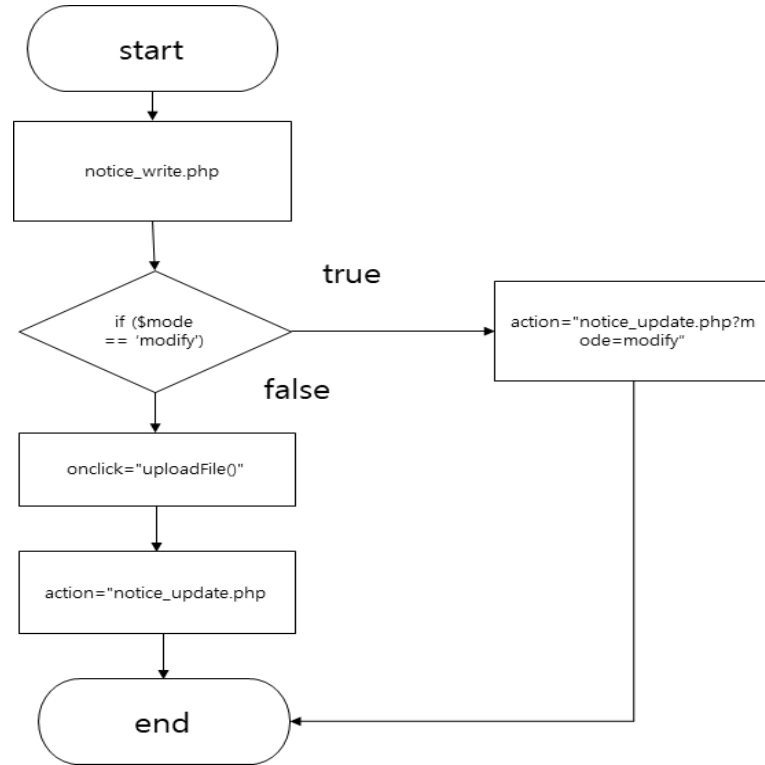 start
notice_write.php
true
if ($mode
== 'modify')
action="notice_update.php?m
ode=modify"
false
onclick="uploadFile()"
action="notice_update.php
end